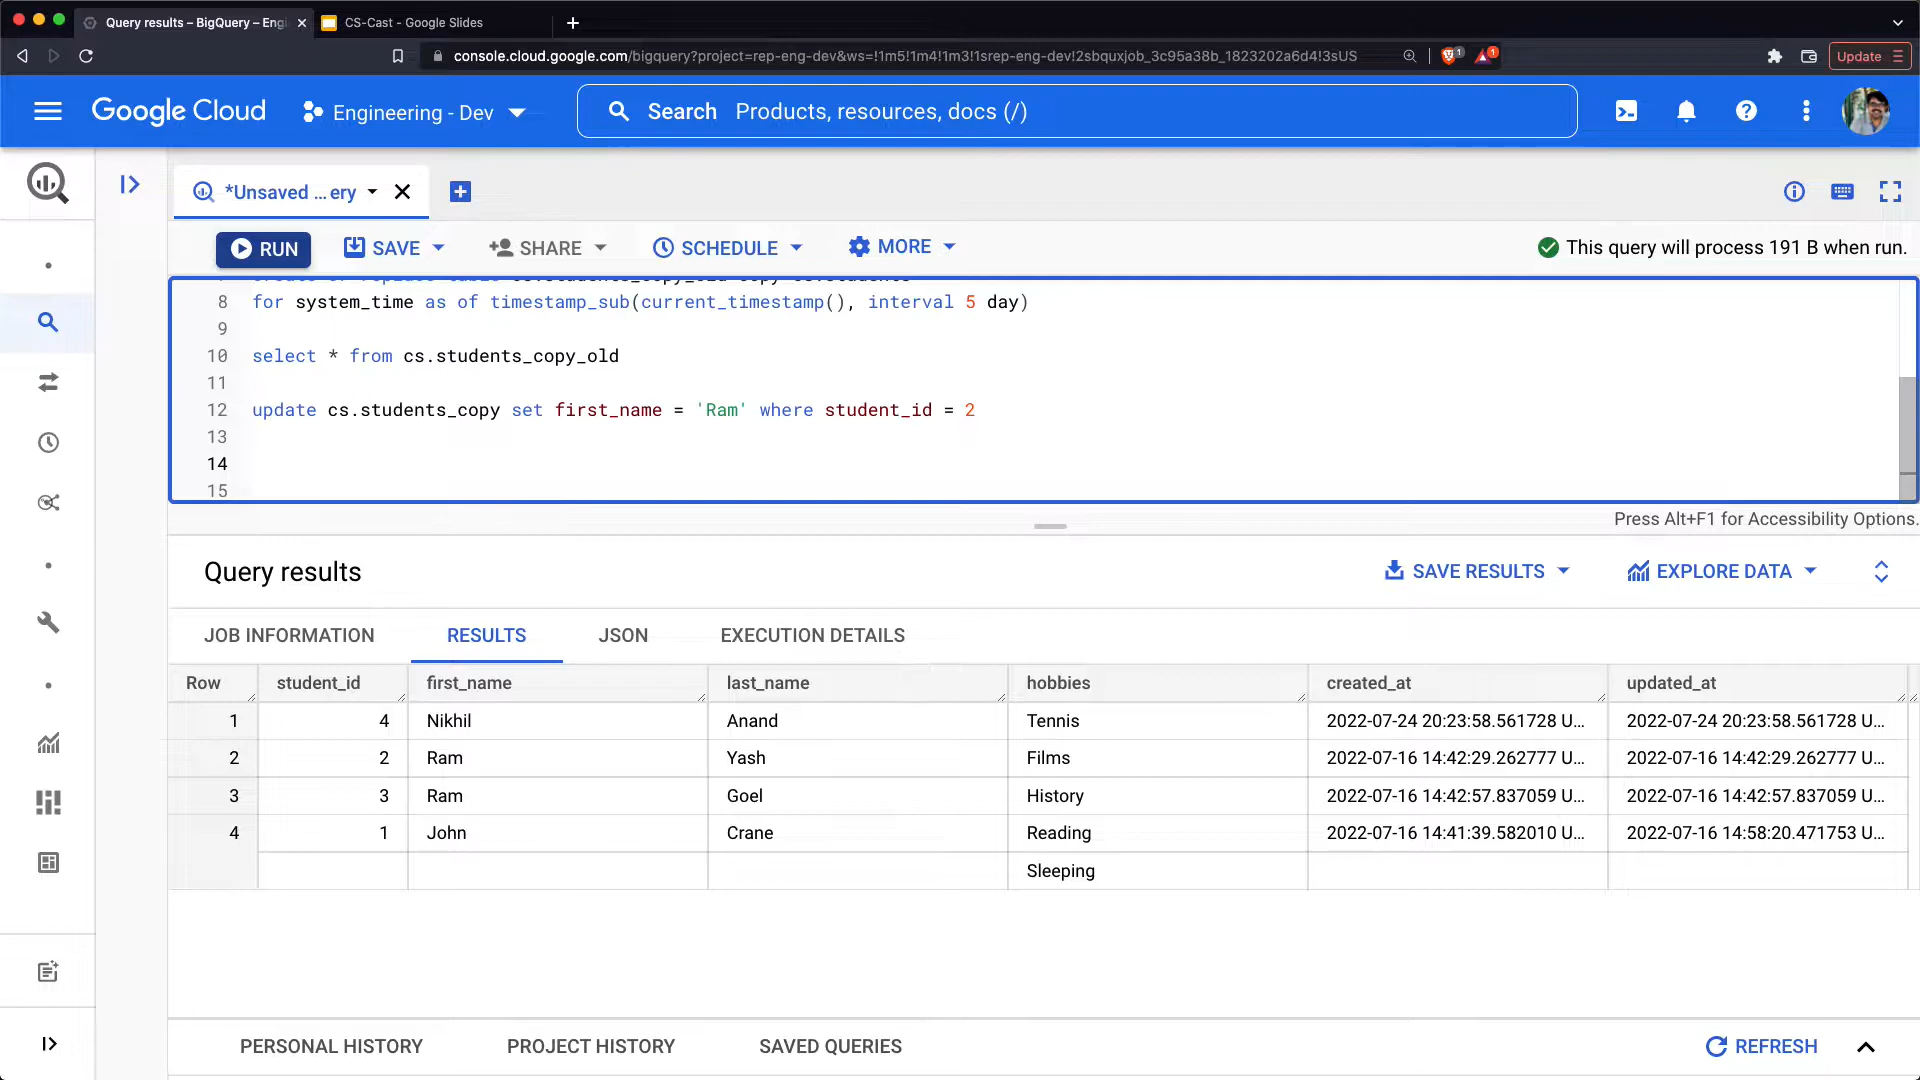 Query results – BigQuery – Engi
CS-Cast - Google Slides
console.cloud.google.com/bigquery?project=rep-eng-dev&ws=!1m5!1m4!1m3!1srep-eng-dev!2sbquxjob_3c95a38b_1823202a6d4!3sUS
1
1
Update
Google Cloud
Engineering - Dev
Search Products, resources, docs (/)
*Unsaved ...ery
RUN
SAVE
SHARE
SCHEDULE
MORE
This query will process 191 B when run.
8 for system_time as of timestamp_sub(current_timestamp(), interval 5 day)
9
10 select * from cs.students_copy_old
11
12 update cs.students_copy set first_name = 'Ram' where student_id = 2
13
14
15
Press Alt+F1 for Accessibility Options.
Query results
SAVE RESULTS
EXPLORE DATA
JOB INFORMATION RESULTS JSON EXECUTION DETAILS
Row student_id first_name last_name hobbies created_at updated_at
1 4 Nikhil Anand Tennis 2022-07-24 20:23:58.561728 U... 2022-07-24 20:23:58.561728 U...
2 2 Ram Yash Films 2022-07-16 14:42:29.262777 U... 2022-07-16 14:42:29.262777 U...
3 3 Ram Goel History 2022-07-16 14:42:57.837059 U... 2022-07-16 14:42:57.837059 U...
4 1 John Crane Reading 2022-07-16 14:41:39.582010 U... 2022-07-16 14:58:20.471753 U...
Sleeping
PERSONAL HISTORY PROJECT HISTORY SAVED QUERIES
REFRESH